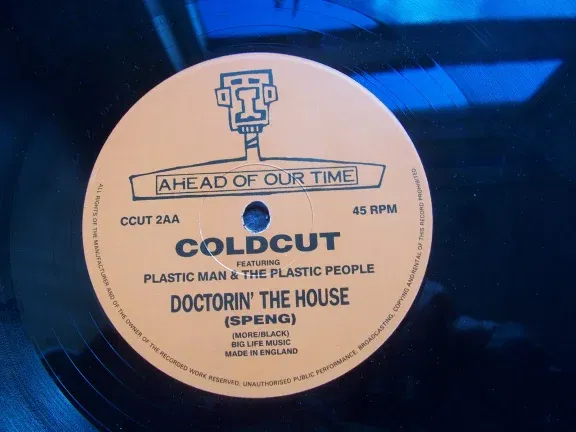 AHEAD OF OUR TIME
CCUT 2AA
45 RPM
COLDCUT
FEATURING
PLASTIC MAN & THE PLASTIC PEOPLE
DOCTORIN' THE HOUSE
(SPENG)
(MORE/BLACK)
BIG LIFE MUSIC
MADE IN ENGLAND
ALL RIGHTS OF THE MANUFACTURER AND OF THE OWNER OF THE RECORDED WORK RESERVED. UNAUTHORISED PUBLIC PERFORMANCE, BROADCASTING, COPYING AND RENTAL OF THIS RECORD PROHIBITED.